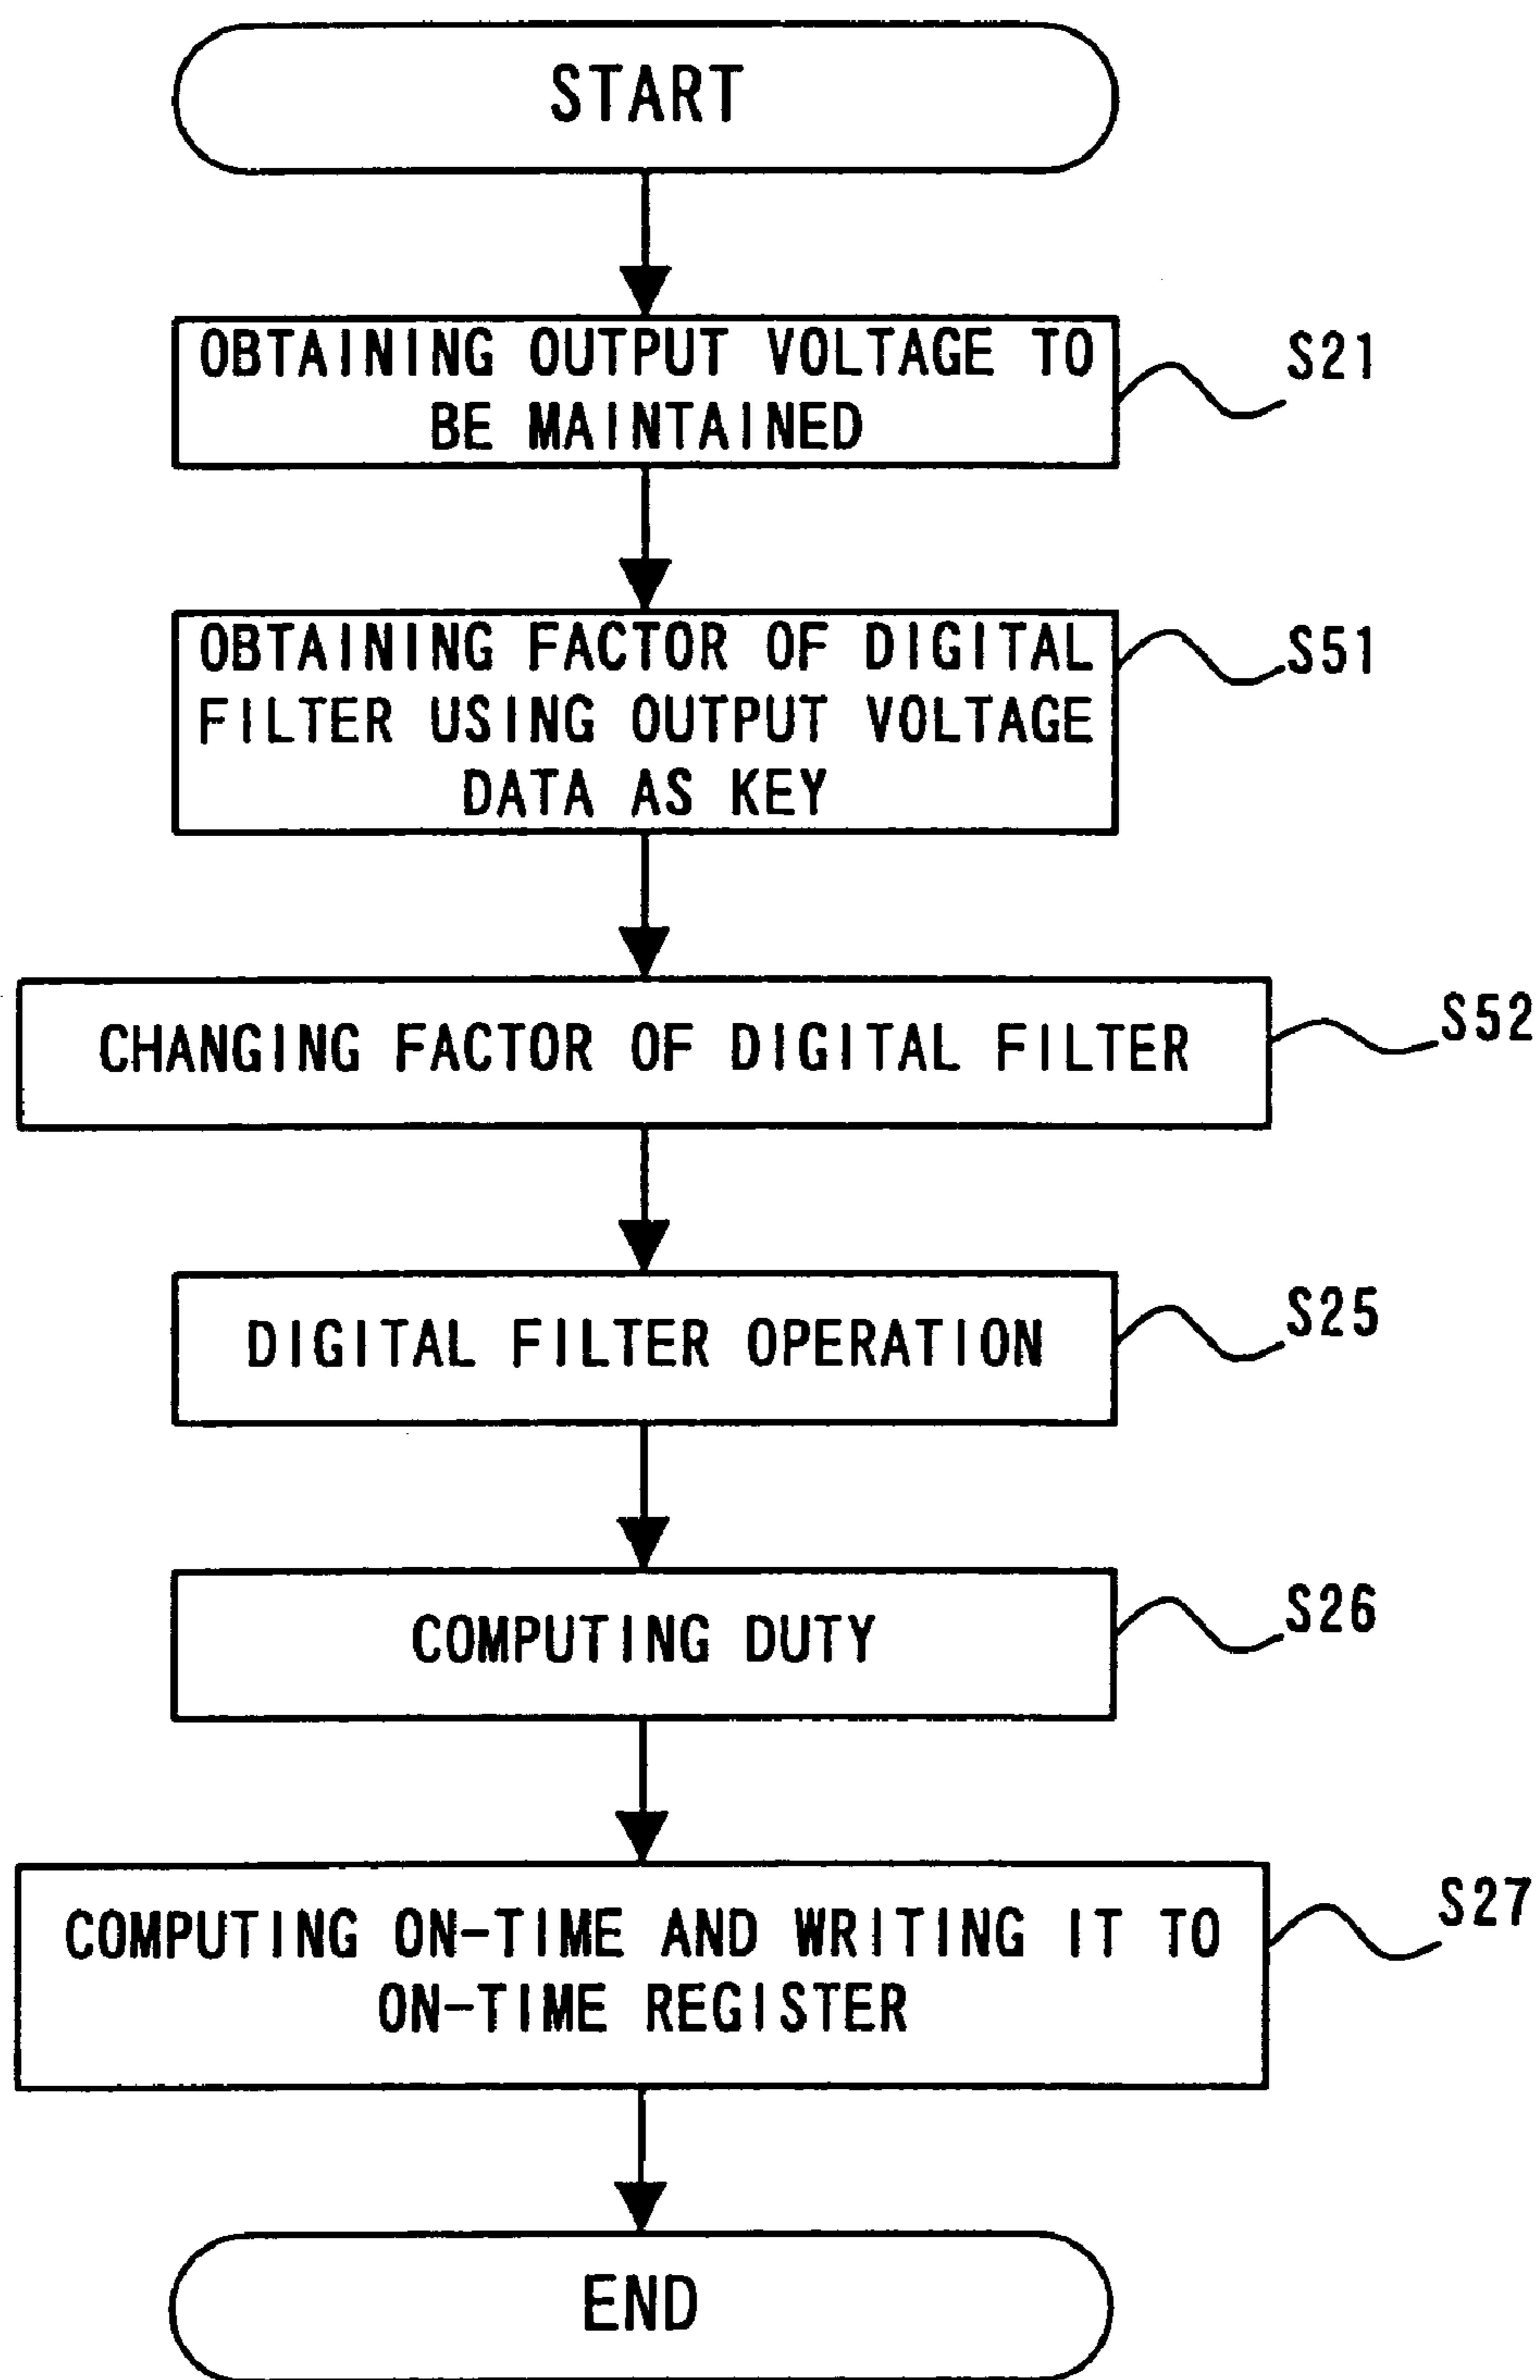 START
OBTAINING OUTPUT VOLTAGE TO
BE MAINTAINED
S21
OBTAINING FACTOR OF DIGITAL
FILTER USING OUTPUT VOLTAGE
DATA AS KEY
S51
CHANGING FACTOR OF DIGITAL FILTER
S52
DIGITAL FILTER OPERATION
S25
COMPUTING DUTY
S26
COMPUTING ON-TIME AND WRITING IT TO
ON-TIME REGISTER
S27
END